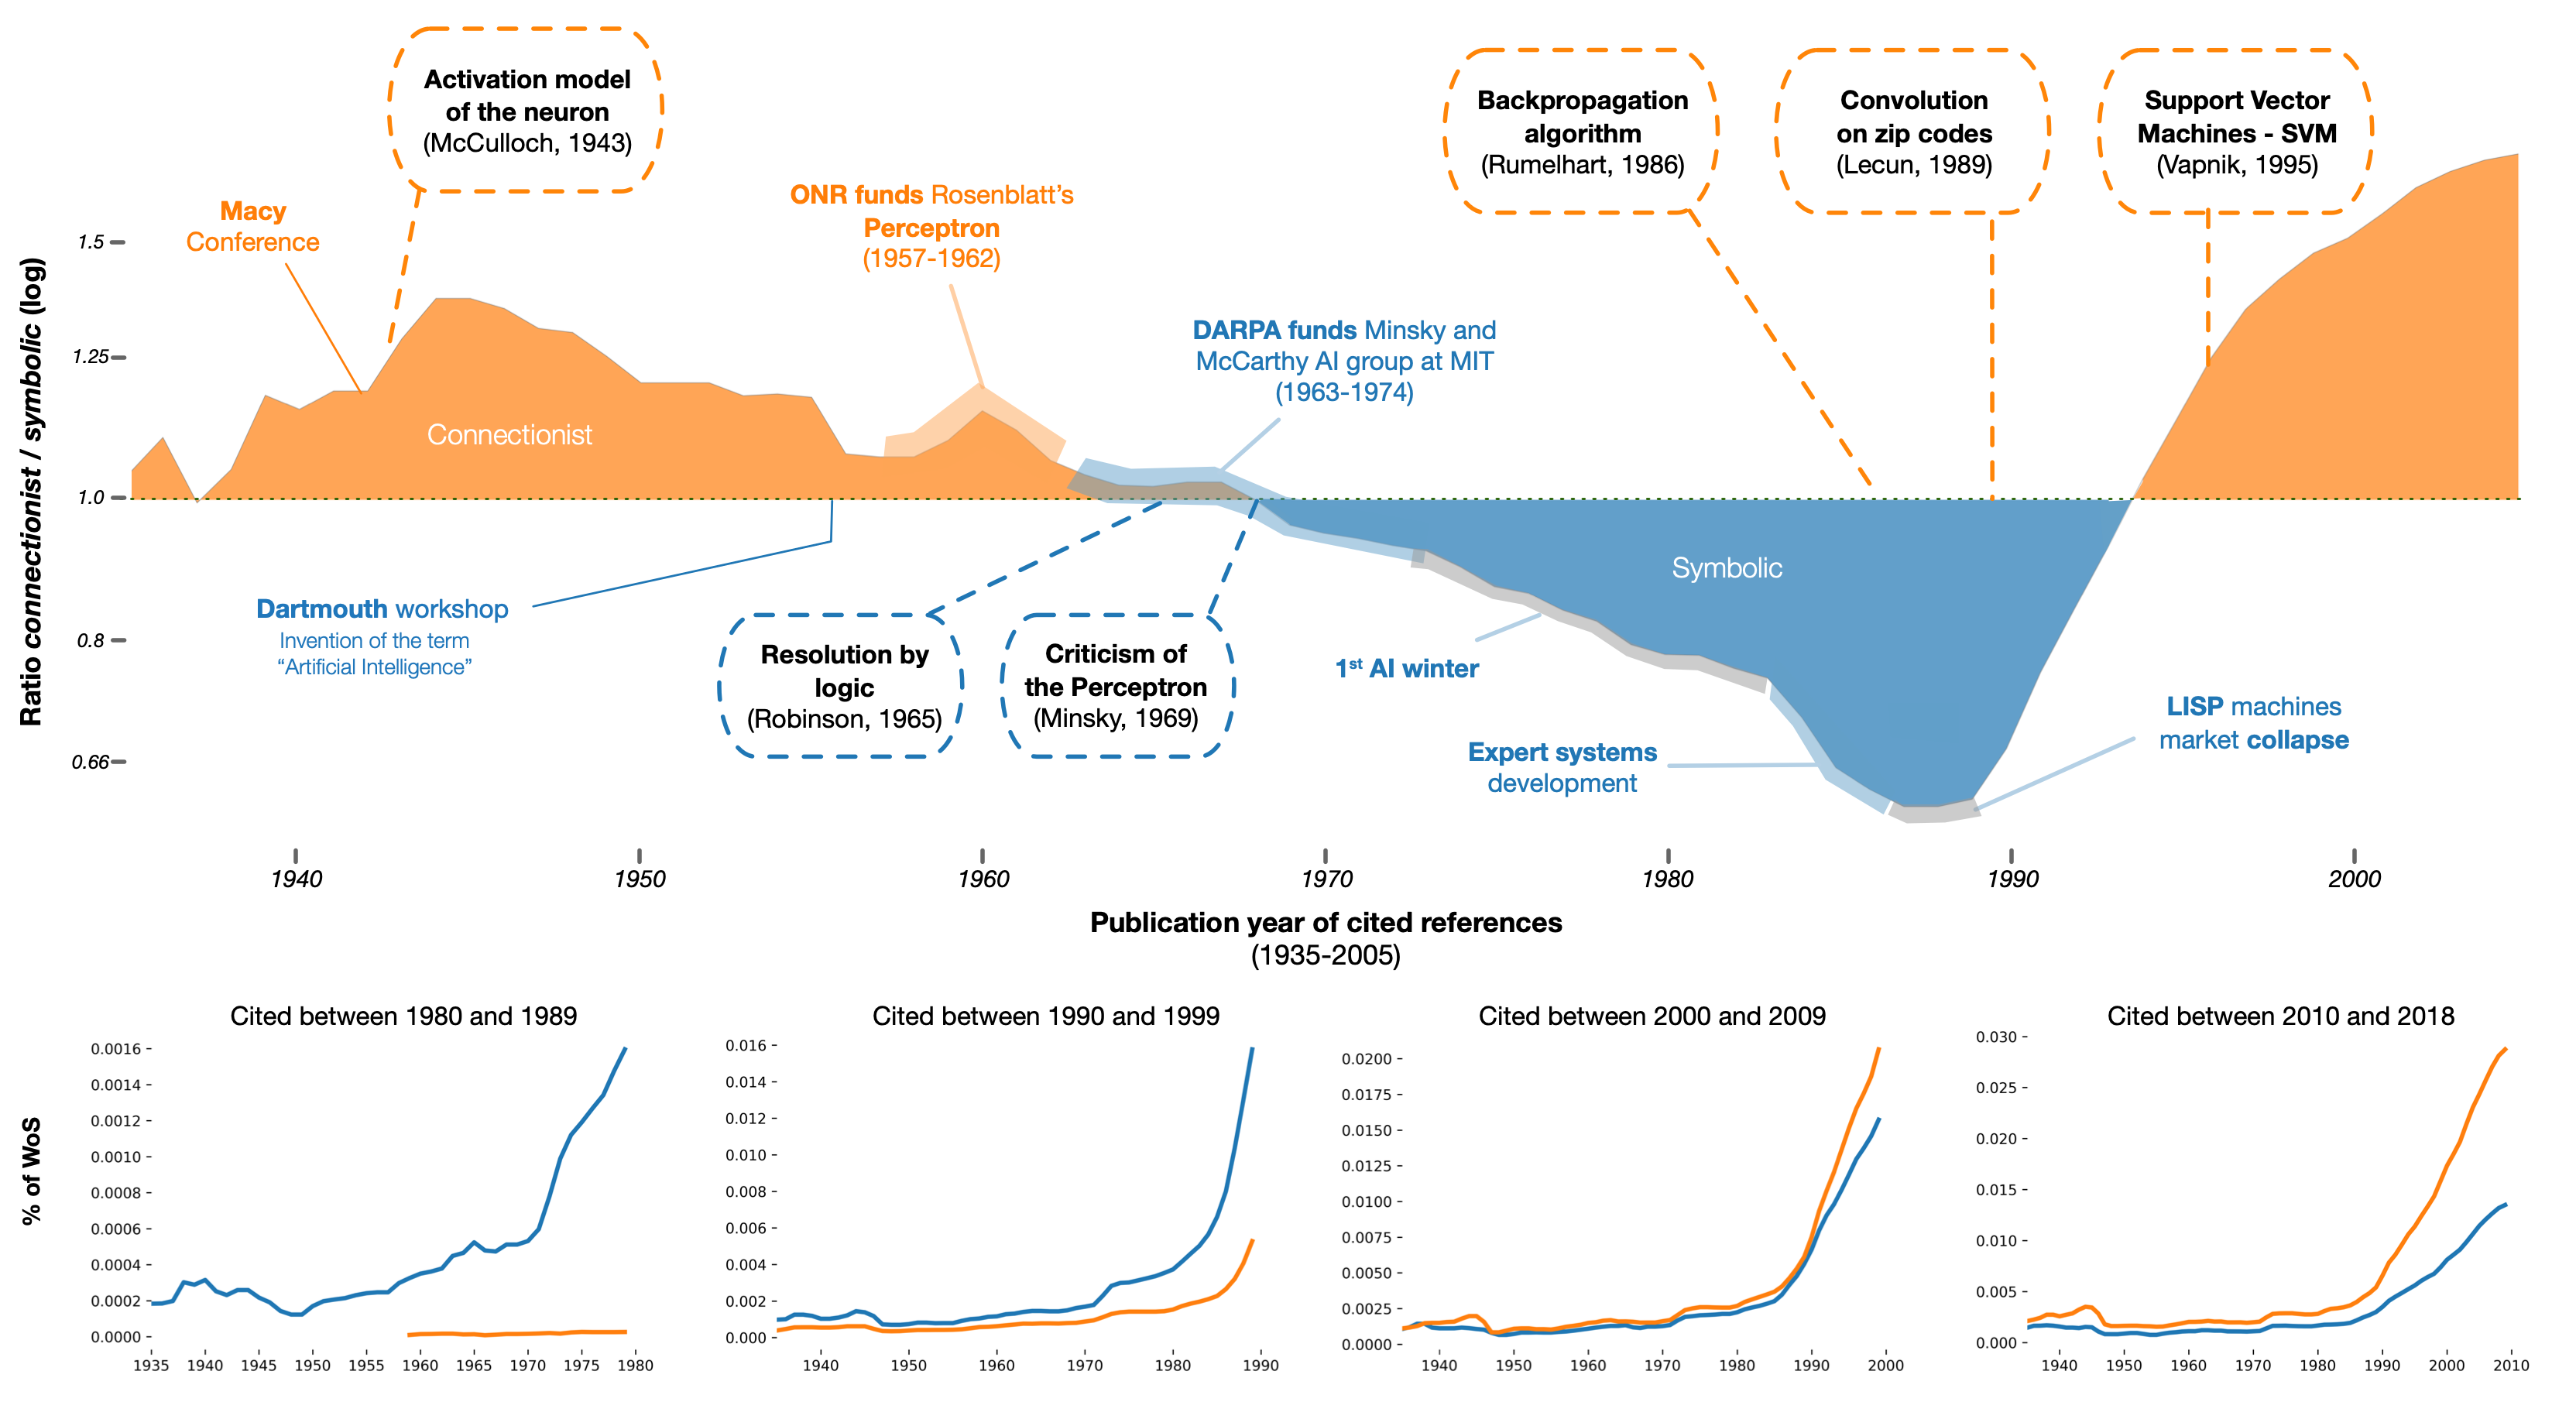 Activation model
of the neuron
(McCulloch, 1943)
Backpropagation
algorithm
(Rumelhart, 1986)
Convolution
on zip codes
(Lecun, 1989)
Support Vector
Machines - SVM
(Vapnik, 1995)
Macy
Conference
ONR funds Rosenblatt's
Perceptron
(1957-1962)
DARPA funds Minsky and
McCarthy AI group at MIT
(1963-1974)
Ratio connectionist / symbolic (log)
1.5
1.25
1.0
0.8
0.66
Connectionist
Symbolic
Dartmouth workshop
Invention of the term
“Artificial Intelligence”
Resolution by
logic
(Robinson, 1965)
Criticism of
the Perceptron
(Minsky, 1969)
1st AI winter
Expert systems
development
LISP machines
market collapse
1940 1950 1960 1970 1980 1990 2000
Publication year of cited references
(1935-2005)
% of WoS
Cited between 1980 and 1989
0.0016
0.0014
0.0012
0.0010
0.0008
0.0006
0.0004
0.0002
0.0000
1935 1940 1945 1950 1955 1960 1965 1970 1975 1980
Cited between 1990 and 1999
0.016
0.014
0.012
0.010
0.008
0.006
0.004
0.002
0.000
1940 1950 1960 1970 1980 1990
Cited between 2000 and 2009
0.0200
0.0175
0.0150
0.0125
0.0100
0.0075
0.0050
0.0025
0.0000
1940 1950 1960 1970 1980 1990 2000
Cited between 2010 and 2018
0.030
0.025
0.020
0.015
0.010
0.005
0.000
1940 1950 1960 1970 1980 1990 2000 2010